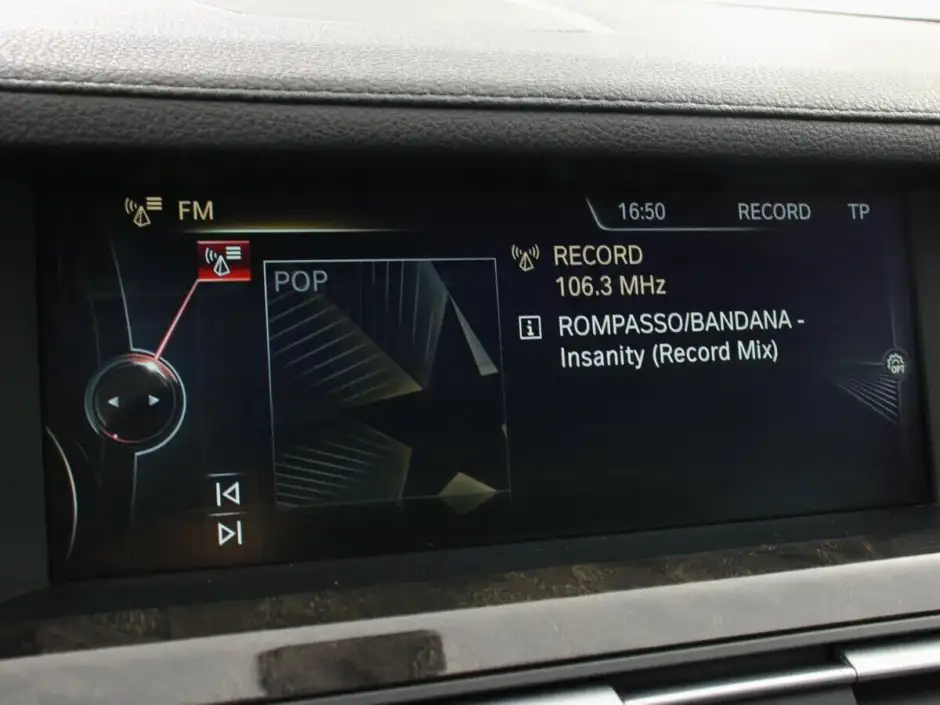 FM
16:50
RECORD
TP
POP
RECORD
106.3 MHz
ROMPASSO/BANDANA -
Insanity (Record Mix)
OPT